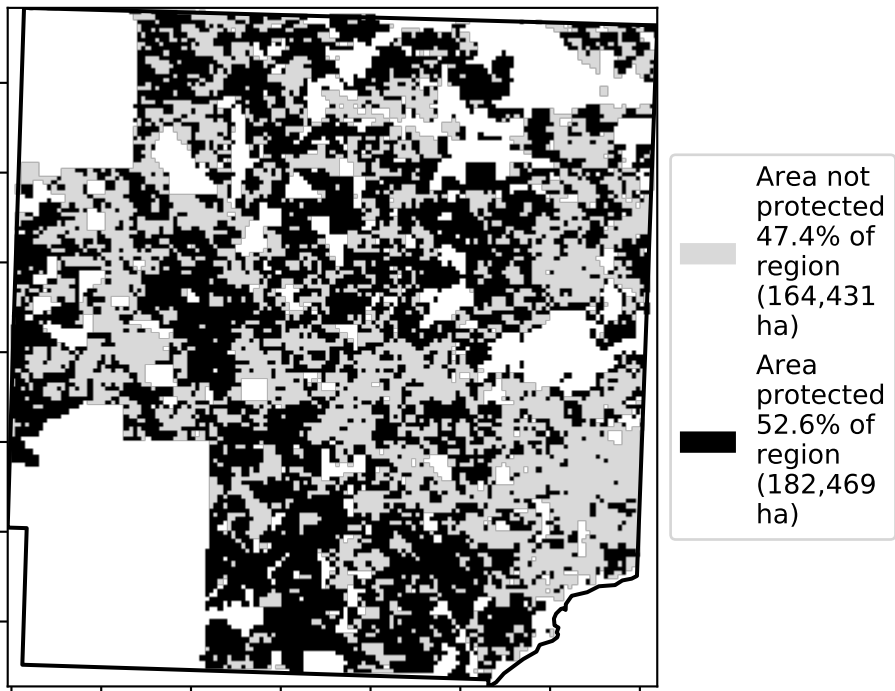 Area not
protected
47.4% of
region
(164,431
ha)
Area
protected
52.6% of
region
(182,469
ha)